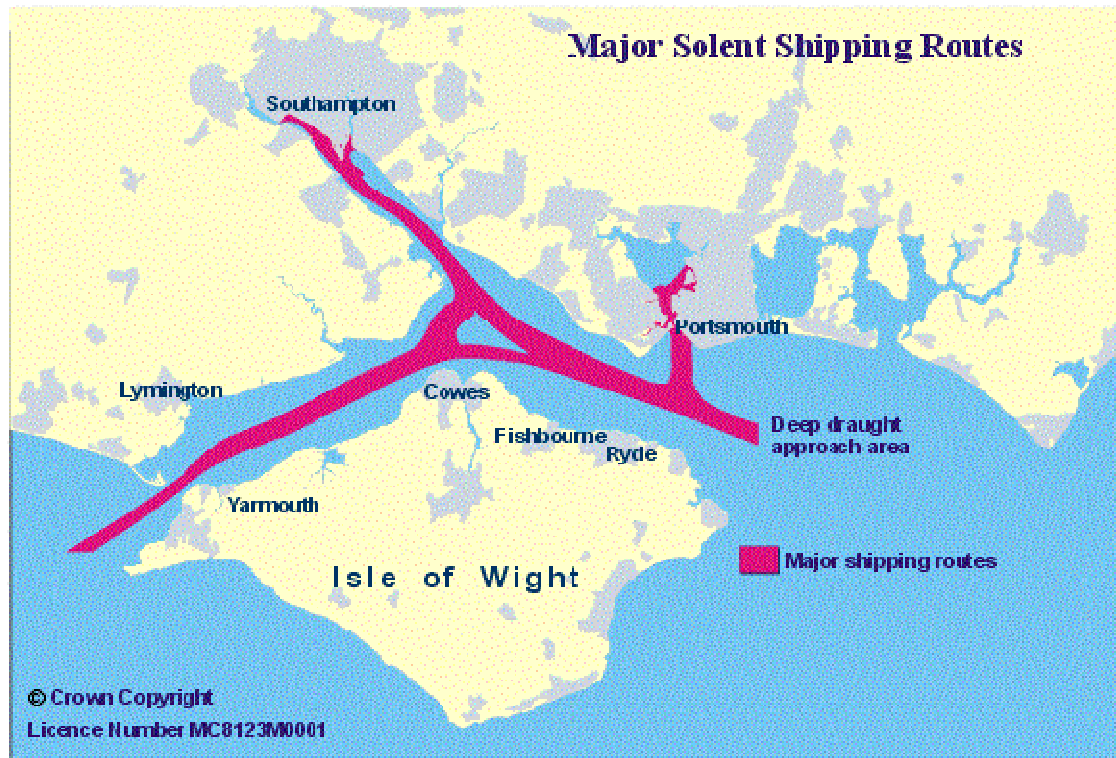 Major Solent Shipping Routes
Southampton
Portsmouth
Lymington
Cowes
Deep draught
approach area
Fishbourne
Ryde
Yarmouth
Major shipping routes
Isle of Wight
© Crown Copyright
Licence Number MC8123M0001